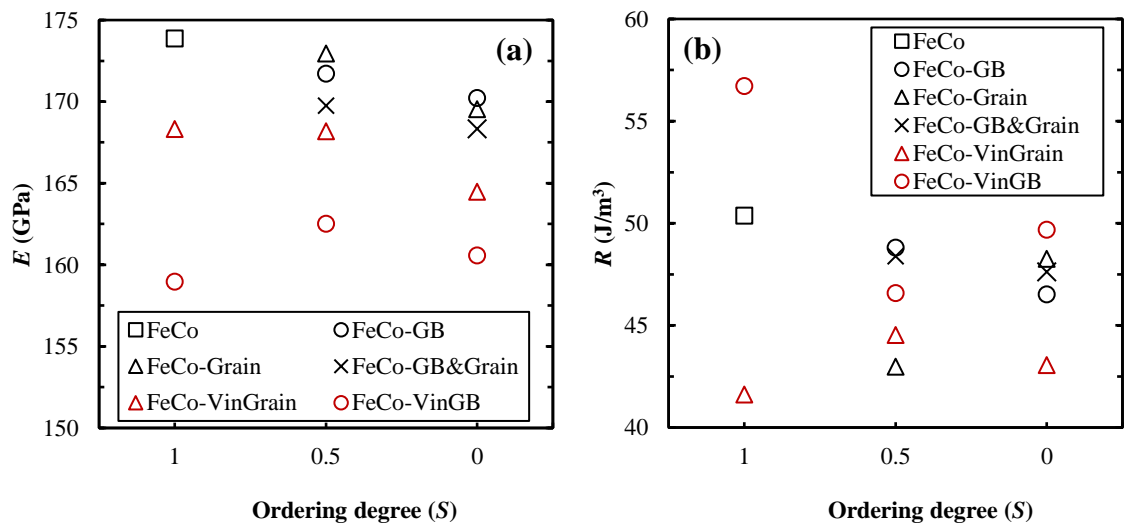 175
170
165
160
155
150
E (GPa)
(a)
FeCo
FeCo-GB
FeCo-Grain
FeCo-GB&Grain
FeCo-VinGrain
FeCo-VinGB
1
0.5
0
Ordering degree (S)
60
55
50
45
40
R (J/m³)
(b)
FeCo
FeCo-GB
FeCo-Grain
FeCo-GB&Grain
FeCo-VinGrain
FeCo-VinGB
1
0.5
0
Ordering degree (S)